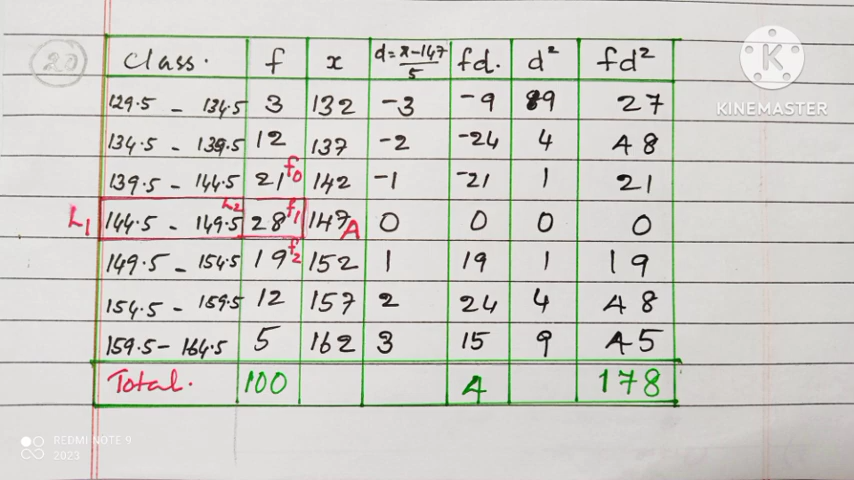 20
Class. f x d = x-147/5 fd. d² fd²
129.5 - 134.5 3 132 -3 -9 9 27
134.5 - 139.5 12 137 -2 -24 4 48
139.5 - 144.5 21 f0 142 -1 -21 1 21
L1 144.5 - 149.5 L2 28 f1 147 A 0 0 0 0
149.5 - 154.5 19 f2 152 1 19 1 19
154.5 - 159.5 12 157 2 24 4 48
159.5 - 164.5 5 162 3 15 9 45
Total. 100 4 178
K
KINEMASTER
REDMI NOTE 9
2023